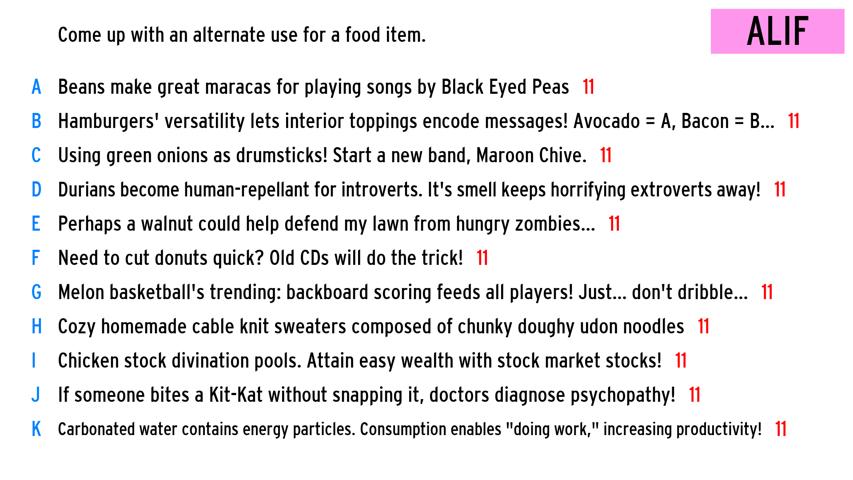 Come up with an alternate use for a food item.
ALIF
A Beans make great maracas for playing songs by Black Eyed Peas 11
B Hamburgers' versatility lets interior toppings encode messages! Avocado = A, Bacon = B... 11
C Using green onions as drumsticks! Start a new band, Maroon Chive. 11
D Durians become human-repellant for introverts. It's smell keeps horrifying extroverts away! 11
E Perhaps a walnut could help defend my lawn from hungry zombies... 11
F Need to cut donuts quick? Old CDs will do the trick! 11
G Melon basketball's trending: backboard scoring feeds all players! Just... don't dribble... 11
H Cozy homemade cable knit sweaters composed of chunky doughy udon noodles 11
I Chicken stock divination pools. Attain easy wealth with stock market stocks! 11
J If someone bites a Kit-Kat without snapping it, doctors diagnose psychopathy! 11
K Carbonated water contains energy particles. Consumption enables "doing work," increasing productivity! 11